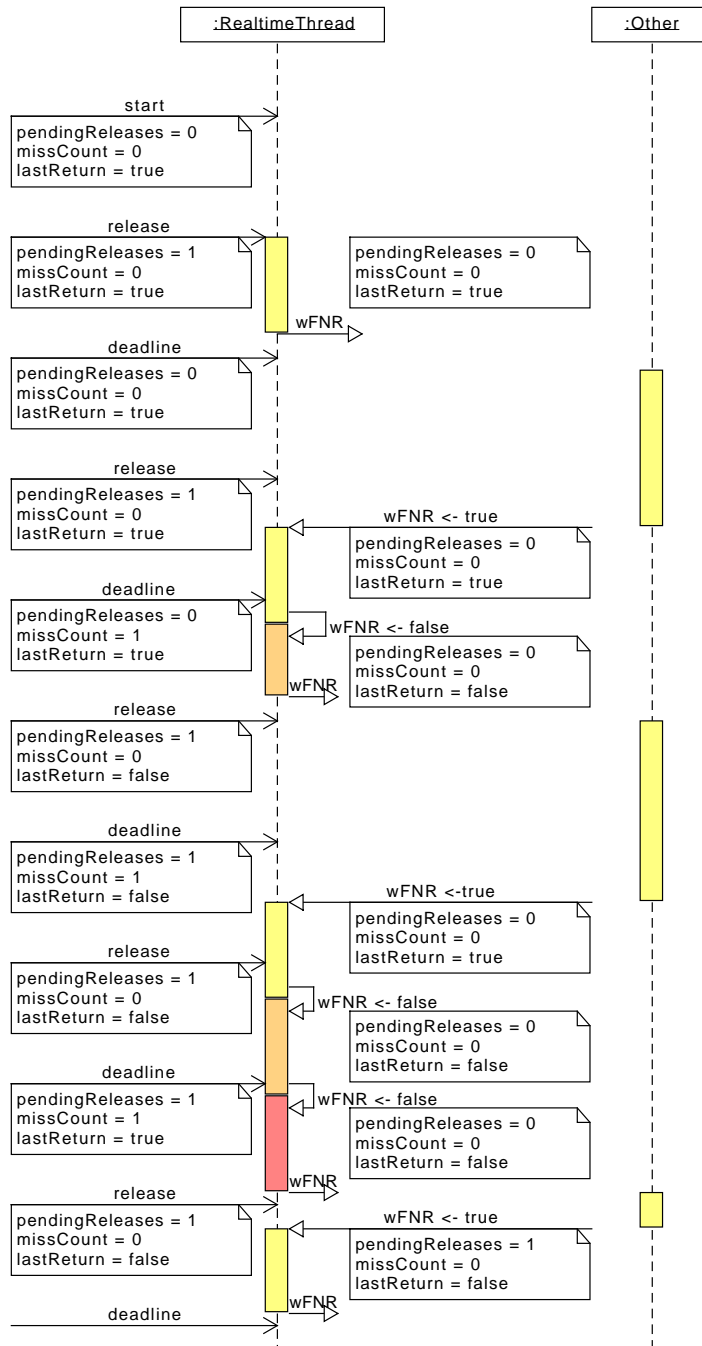 :RealtimeThread
:Other
start
pendingReleases = 0
missCount = 0
lastReturn = true
release
pendingReleases = 1
missCount = 0
lastReturn = true
pendingReleases = 0
missCount = 0
lastReturn = true
wFNR
deadline
pendingReleases = 0
missCount = 0
lastReturn = true
release
pendingReleases = 1
missCount = 0
lastReturn = true
wFNR <- true
pendingReleases = 0
missCount = 0
lastReturn = true
deadline
pendingReleases = 0
missCount = 1
lastReturn = true
wFNR <- false
pendingReleases = 0
missCount = 0
lastReturn = false
wFNR
release
pendingReleases = 1
missCount = 0
lastReturn = false
deadline
pendingReleases = 1
missCount = 1
lastReturn = false
wFNR <-true
pendingReleases = 0
missCount = 0
lastReturn = true
release
pendingReleases = 1
missCount = 0
lastReturn = false
wFNR <- false
pendingReleases = 0
missCount = 0
lastReturn = false
deadline
pendingReleases = 1
missCount = 1
lastReturn = true
wFNR <- false
pendingReleases = 0
missCount = 0
lastReturn = false
wFNR
release
pendingReleases = 1
missCount = 0
lastReturn = false
wFNR <- true
pendingReleases = 1
missCount = 0
lastReturn = false
wFNR
deadline